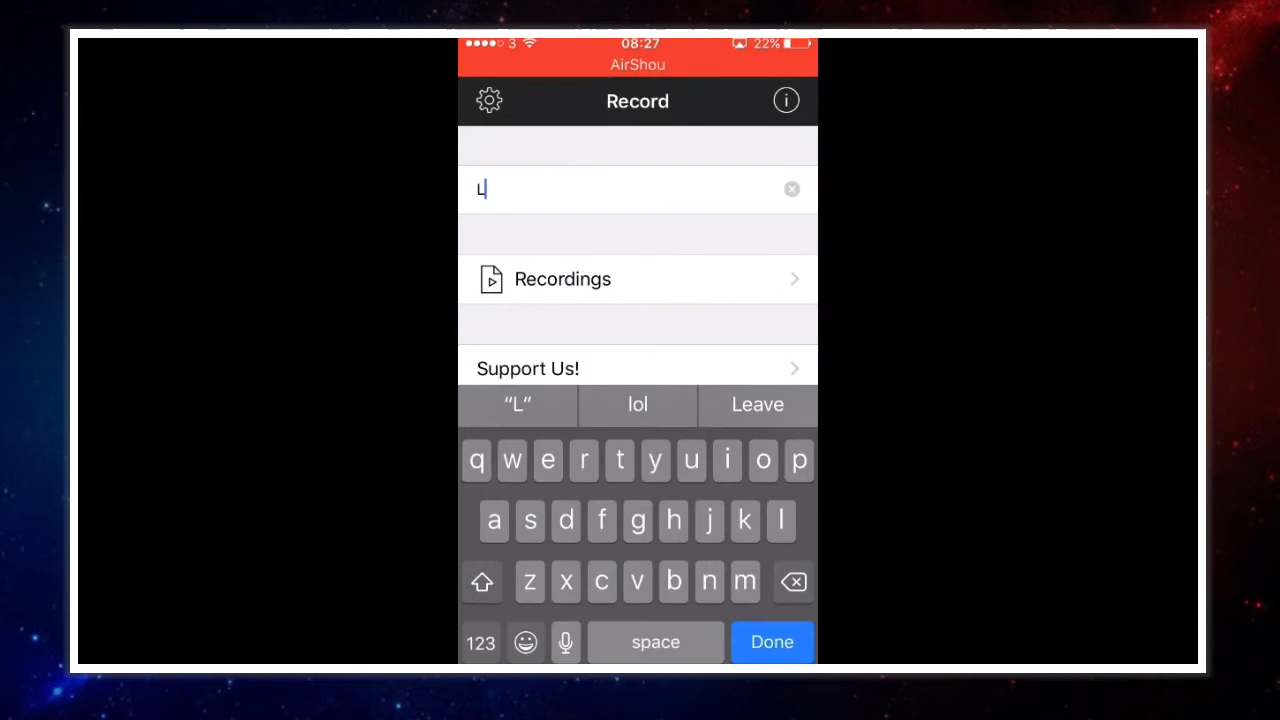 3 08:27 22%
AirShou
Record
L
Recordings
Support Us!
“L” lol Leave
q w e r t y u i o p
a s d f g h j k l
z x c v b n m
123 space Done